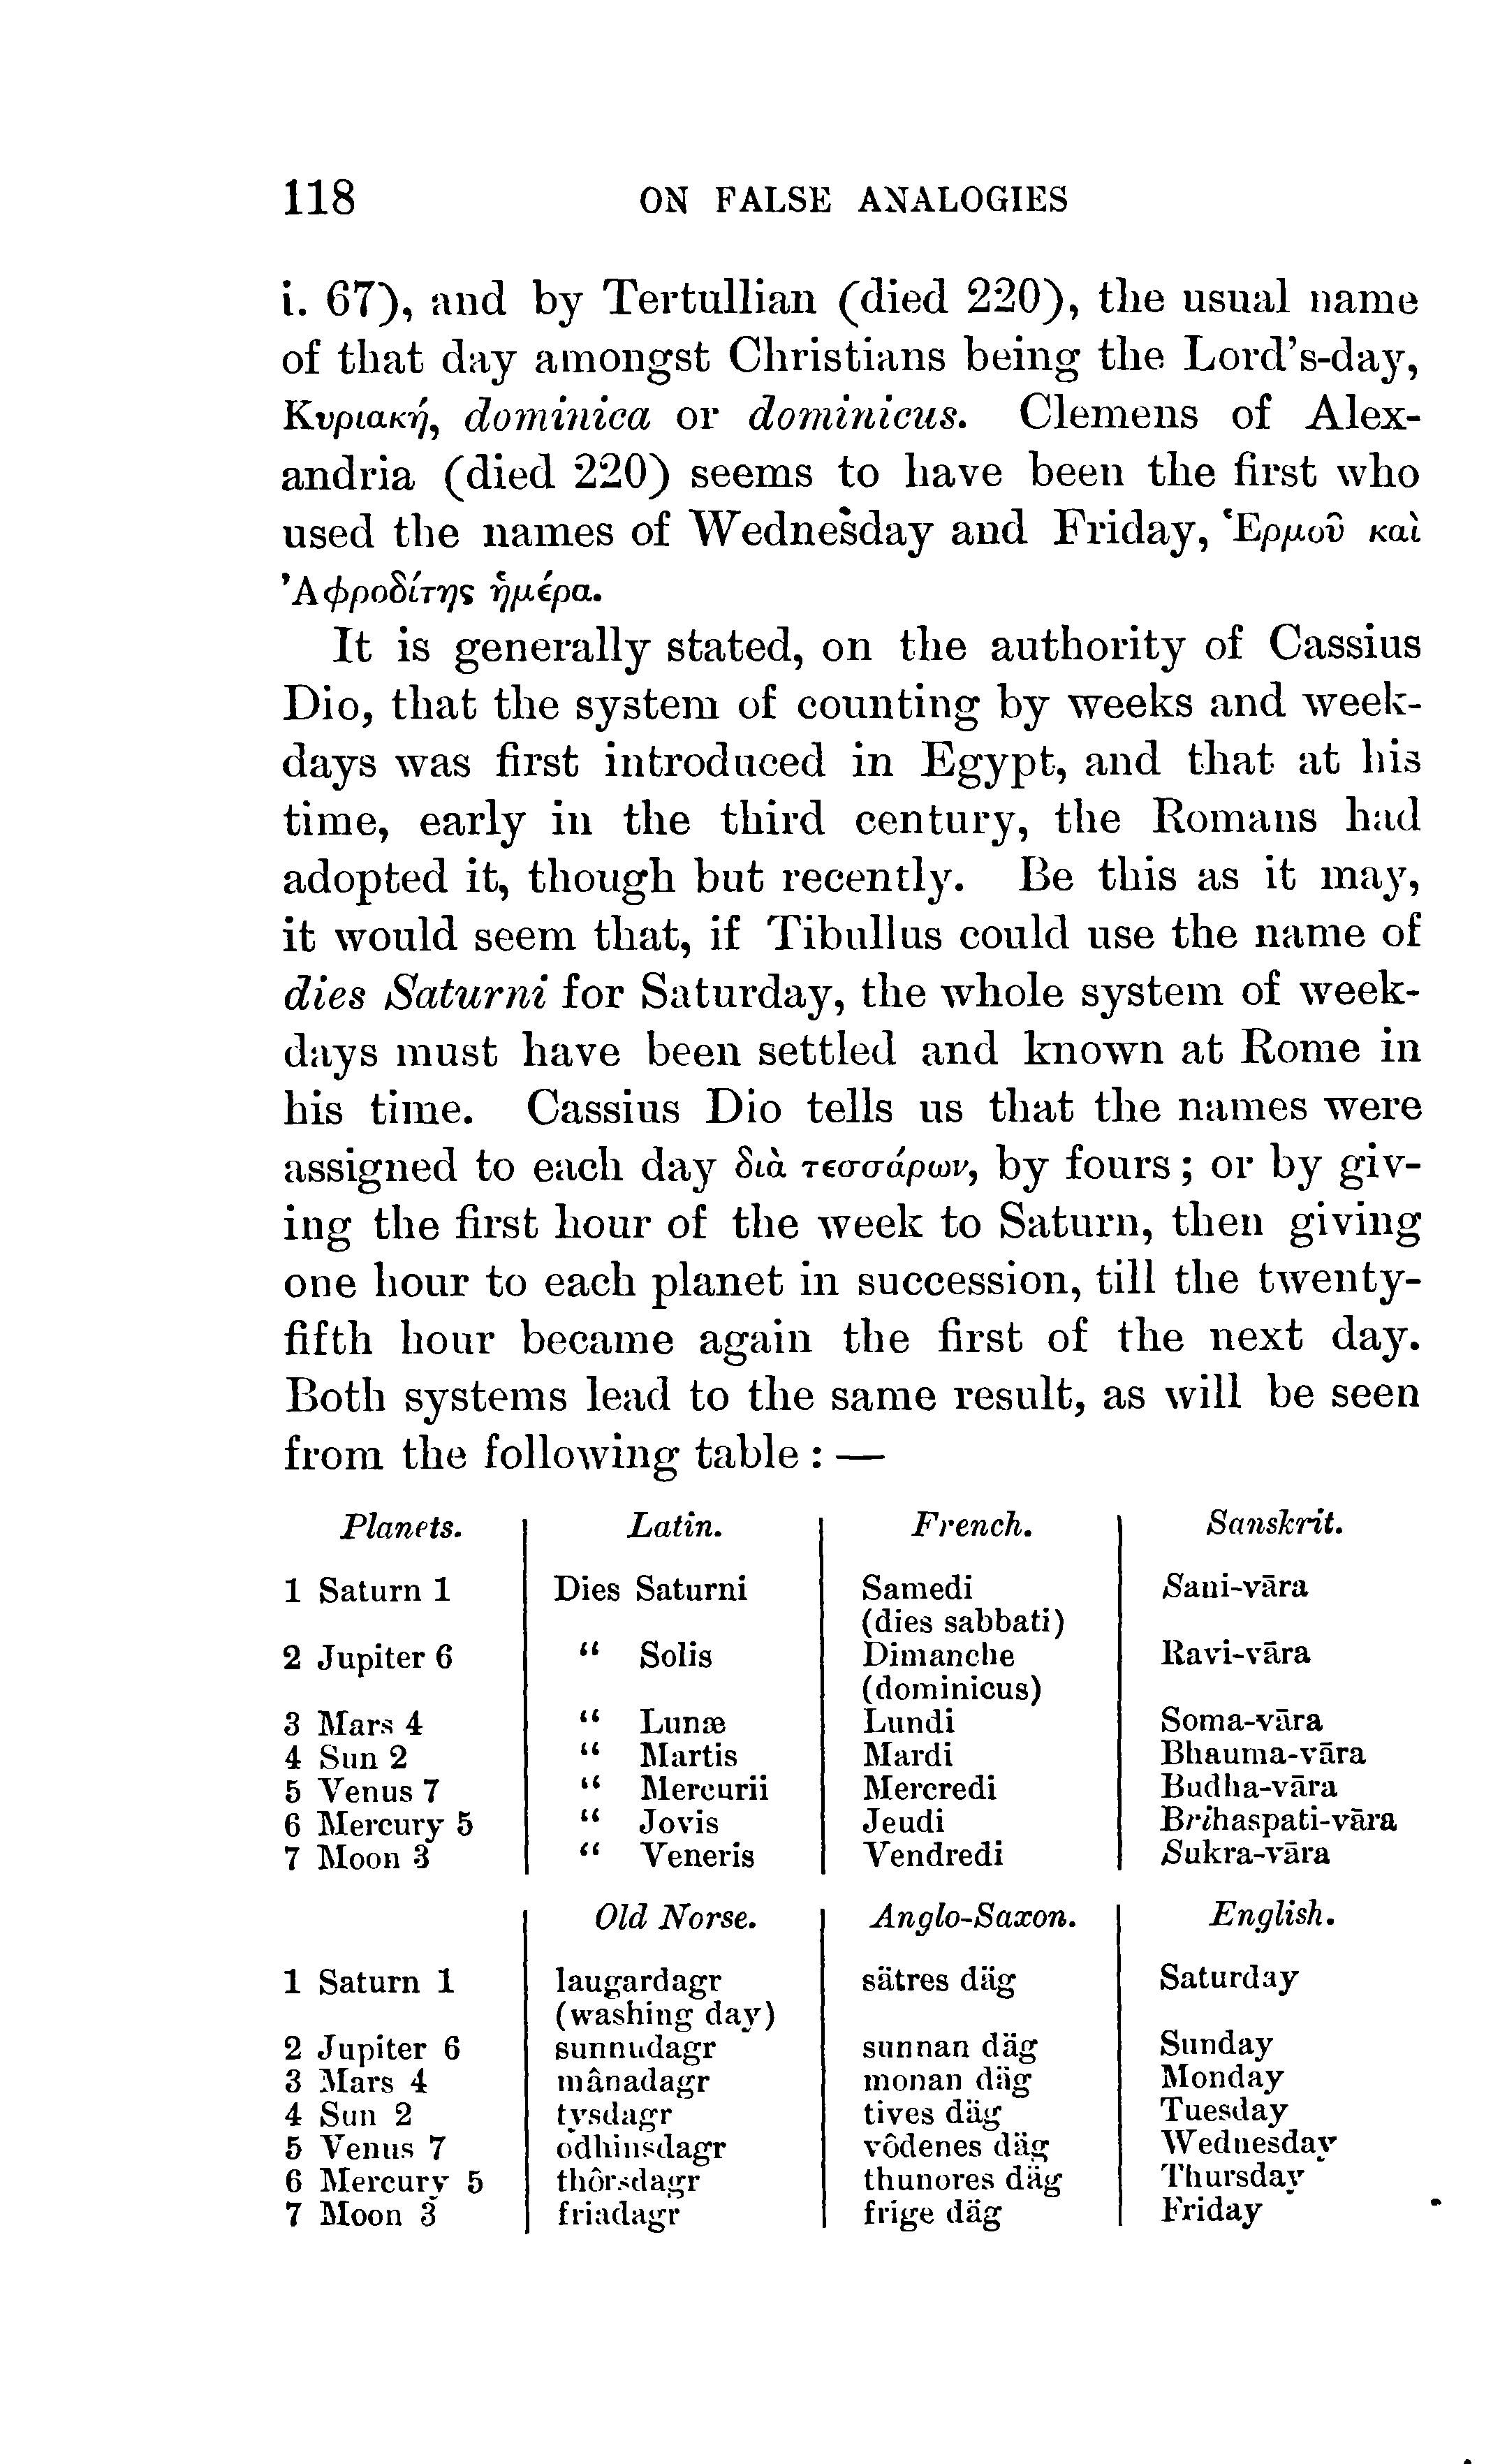 118 ON FALSE ANALOGIES
i. 67), and by Tertullian (died 220), the usual name
of that day amongst Christians being the Lord's-day,
Κυριακή, dominica or dominicus. Clemens of Alex-
andria (died 220) seems to have been the first who
used the names of Wednesday and Friday, Ἑρμοῦ καὶ
Ἀφροδίτης ἡμέρα.
It is generally stated, on the authority of Cassius
Dio, that the system of counting by weeks and week-
days was first introduced in Egypt, and that at his
time, early in the third century, the Romans had
adopted it, though but recently. Be this as it may,
it would seem that, if Tibullus could use the name of
dies Saturni for Saturday, the whole system of week-
days must have been settled and known at Rome in
his time. Cassius Dio tells us that the names were
assigned to each day διὰ τεσσάρων, by fours; or by giv-
ing the first hour of the week to Saturn, then giving
one hour to each planet in succession, till the twenty-
fifth hour became again the first of the next day.
Both systems lead to the same result, as will be seen
from the following table : —
Planets. Latin. French. Sanskrit.
1 Saturn 1 Dies Saturni Samedi Sani-vāra
(dies sabbati)
2 Jupiter 6 “ Solis Dimanche Ravi-vāra
(dominicus)
3 Mars 4 “ Lunæ Lundi Soma-vāra
4 Sun 2 “ Martis Mardi Bhauma-vāra
5 Venus 7 “ Mercurii Mercredi Budha-vāra
6 Mercury 5 “ Jovis Jeudi Brihaspati-vāra
7 Moon 3 “ Veneris Vendredi Sukra-vāra
Old Norse. Anglo-Saxon. English.
1 Saturn 1 laugardagr sätres däg Saturday
(washing day)
2 Jupiter 6 sunnudagr sunnan däg Sunday
3 Mars 4 mânadagr monan däg Monday
4 Sun 2 tysdagr tives däg Tuesday
5 Venus 7 odhinsdagr vôdenes däg Wednesday
6 Mercury 5 thôrsdagr thunores däg Thursday
7 Moon 3 friadagr frige däg Friday